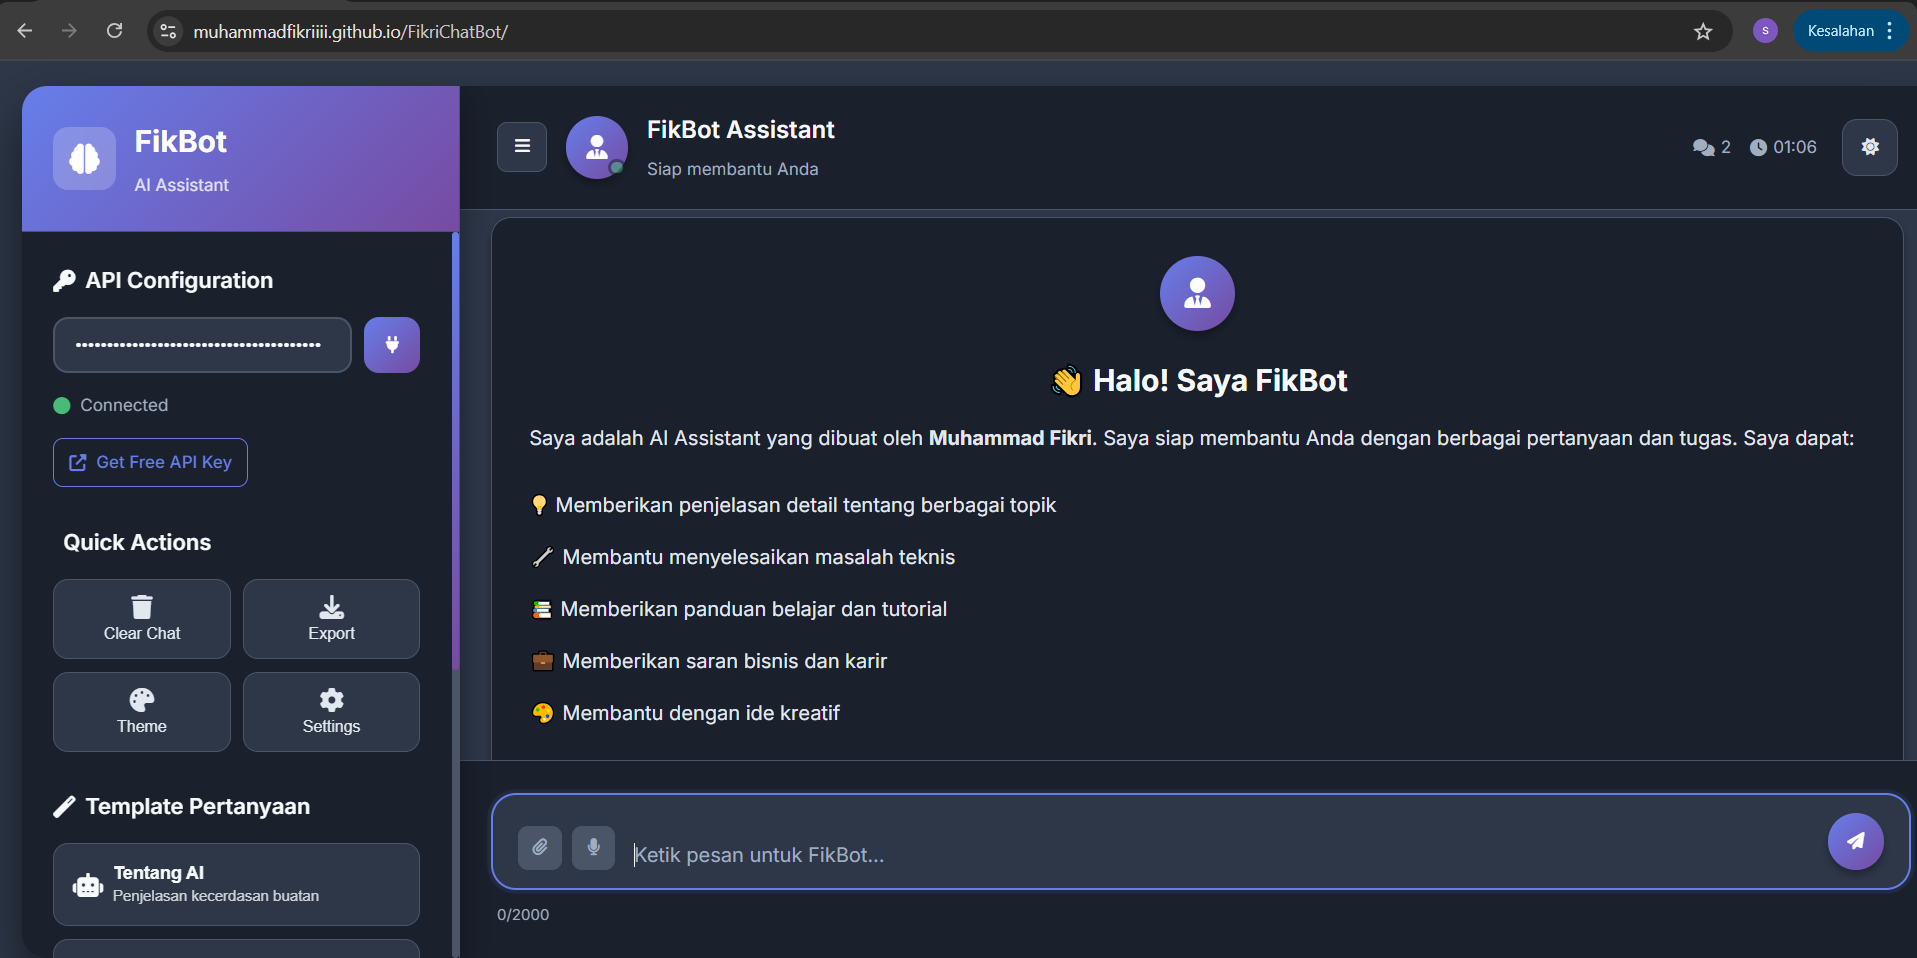 muhammadfikriiii.github.io/FikriChatBot/
S
Kesalahan
FikBot
AI Assistant
API Configuration
Connected
Get Free API Key
Quick Actions
Clear Chat
Export
Theme
Settings
Template Pertanyaan
Tentang AI
Penjelasan kecerdasan buatan
FikBot Assistant
Siap membantu Anda
2
01:06
👋 Halo! Saya FikBot
Saya adalah AI Assistant yang dibuat oleh Muhammad Fikri. Saya siap membantu Anda dengan berbagai pertanyaan dan tugas. Saya dapat:
💡 Memberikan penjelasan detail tentang berbagai topik
🔧 Membantu menyelesaikan masalah teknis
📚 Memberikan panduan belajar dan tutorial
💼 Memberikan saran bisnis dan karir
🎨 Membantu dengan ide kreatif
Ketik pesan untuk FikBot...
0/2000